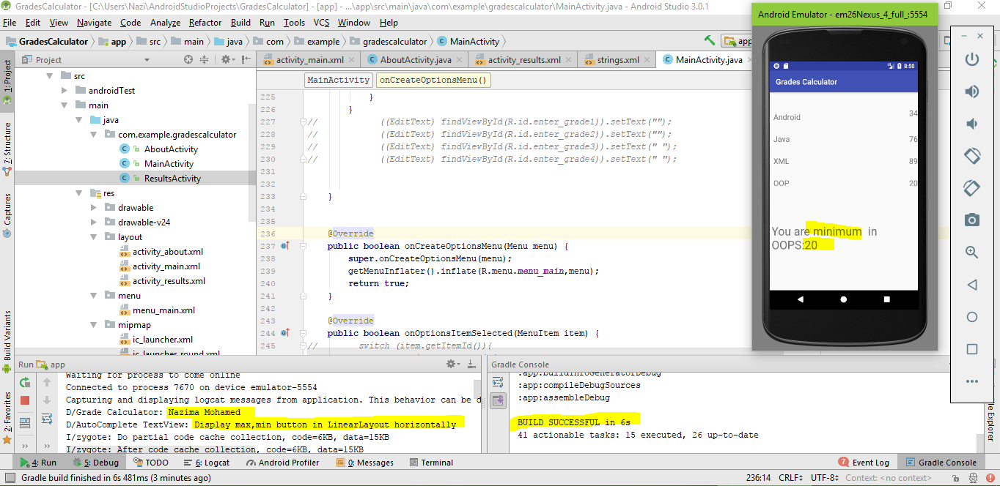 GradesCalculator - [C:\Users\Nazi\AndroidStudioProjects\GradesCalculator] - [app] - ...\app\src\main\java\com\example\gradescalculator\MainActivity.java - Android Studio 3.0.1
File Edit View Navigate Code Analyze Refactor Build Run Tools VCS Window Help
GradesCalculator app src main java com example gradescalculator MainActivity
app
Project
activity_main.xml AboutActivity.java activity_results.xml strings.xml MainActivity.java
MainActivity onCreateOptionsMenu()
1: Project
7: Structure
Captures
Build Variants
2: Favorites
src
androidTest
main
java
com.example.gradescalculator
AboutActivity
MainActivity
ResultsActivity
res
drawable
drawable-v24
layout
activity_about.xml
activity_main.xml
activity_results.xml
menu
menu_main.xml
mipmap
ic_launcher.xml
ic_launcher_round.xml
225 }
226 }
227 // ((EditText) findViewById(R.id.enter_grade1)).setText("");
228 // ((EditText) findViewById(R.id.enter_grade2)).setText("");
229 // ((EditText) findViewById(R.id.enter_grade3)).setText(" ");
230 // ((EditText) findViewById(R.id.enter_grade4)).setText(" ");
231
232
233 }
234
235
236 @Override
237 public boolean onCreateOptionsMenu(Menu menu) {
238 super.onCreateOptionsMenu(menu);
239 getMenuInflater().inflate(R.menu.menu_main,menu);
240 return true;
241 }
242
243 @Override
244 public boolean onOptionsItemSelected(MenuItem item) {
245 // switch (item.getItemId()){
Android Emulator - em26Nexus_4_full_:5554
8:50
Grades Calculator
Android 34
Java 76
XML 89
OOP 20
You are minimum in
OOPS:20
Run app
Waiting for process to come online
Connected to process 7670 on device emulator-5554
Capturing and displaying logcat messages from application. This behavior can be d
D/Grade Calculator: Nazima Mohamed
D/AutoComplete TextView: Display max,min button in LinearLayout horizontally
I/zygote: Do partial code cache collection, code=6KB, data=15KB
I/zygote: After code cache collection, code=6KB, data=15KB
Gradle Console
:app:buildInfoGeneratorDebug
:app:compileDebugSources
:app:assembleDebug
BUILD SUCCESSFUL in 6s
41 actionable tasks: 15 executed, 26 up-to-date
4: Run 5: Debug TODO 6: Logcat Android Profiler 0: Messages Terminal
7 Event Log Gradle Console
Gradle build finished in 6s 481ms (3 minutes ago)
236:14 CRLF UTF-8 Context: <no context>